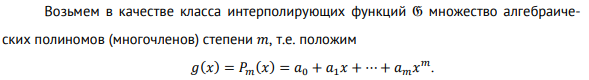 Возьмем в качестве класса интерполирующих функций 𝔊 множество алгебраиче-
ских полиномов (многочленов) степени m, т.е. положим
g(x) = Pₘ(x) = a₀ + a₁x + ⋯ + aₘxᵐ.